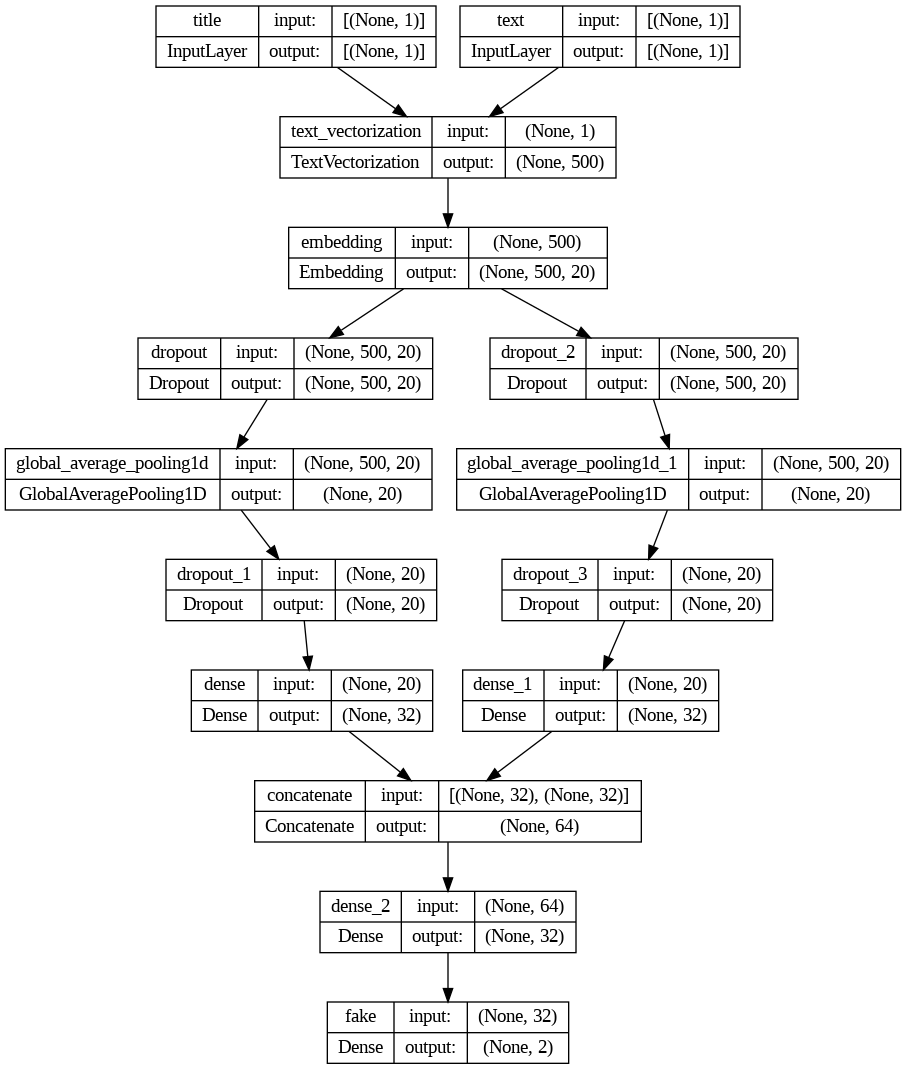 title input: [(None, 1)]
InputLayer output: [(None, 1)]
text input: [(None, 1)]
InputLayer output: [(None, 1)]
text_vectorization input: (None, 1)
TextVectorization output: (None, 500)
embedding input: (None, 500)
Embedding output: (None, 500, 20)
dropout input: (None, 500, 20)
Dropout output: (None, 500, 20)
dropout_2 input: (None, 500, 20)
Dropout output: (None, 500, 20)
global_average_pooling1d input: (None, 500, 20)
GlobalAveragePooling1D output: (None, 20)
global_average_pooling1d_1 input: (None, 500, 20)
GlobalAveragePooling1D output: (None, 20)
dropout_1 input: (None, 20)
Dropout output: (None, 20)
dropout_3 input: (None, 20)
Dropout output: (None, 20)
dense input: (None, 20)
Dense output: (None, 32)
dense_1 input: (None, 20)
Dense output: (None, 32)
concatenate input: [(None, 32), (None, 32)]
Concatenate output: (None, 64)
dense_2 input: (None, 64)
Dense output: (None, 32)
fake input: (None, 32)
Dense output: (None, 2)